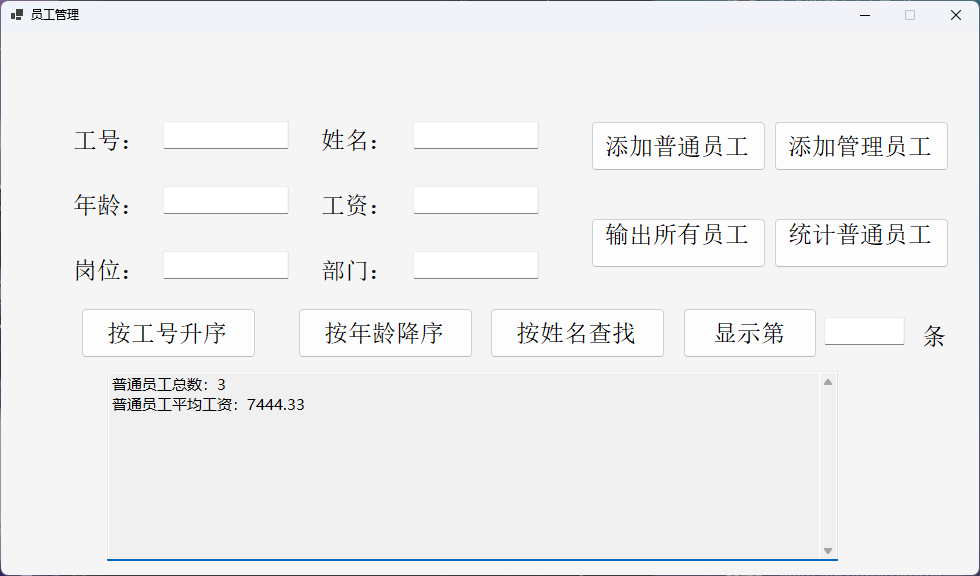 员工管理
工号： 姓名： 添加普通员工 添加管理员工
年龄： 工资： 输出所有员工 统计普通员工
岗位： 部门：
按工号升序 按年龄降序 按姓名查找 显示第 条
普通员工总数：3
普通员工平均工资：7444.33